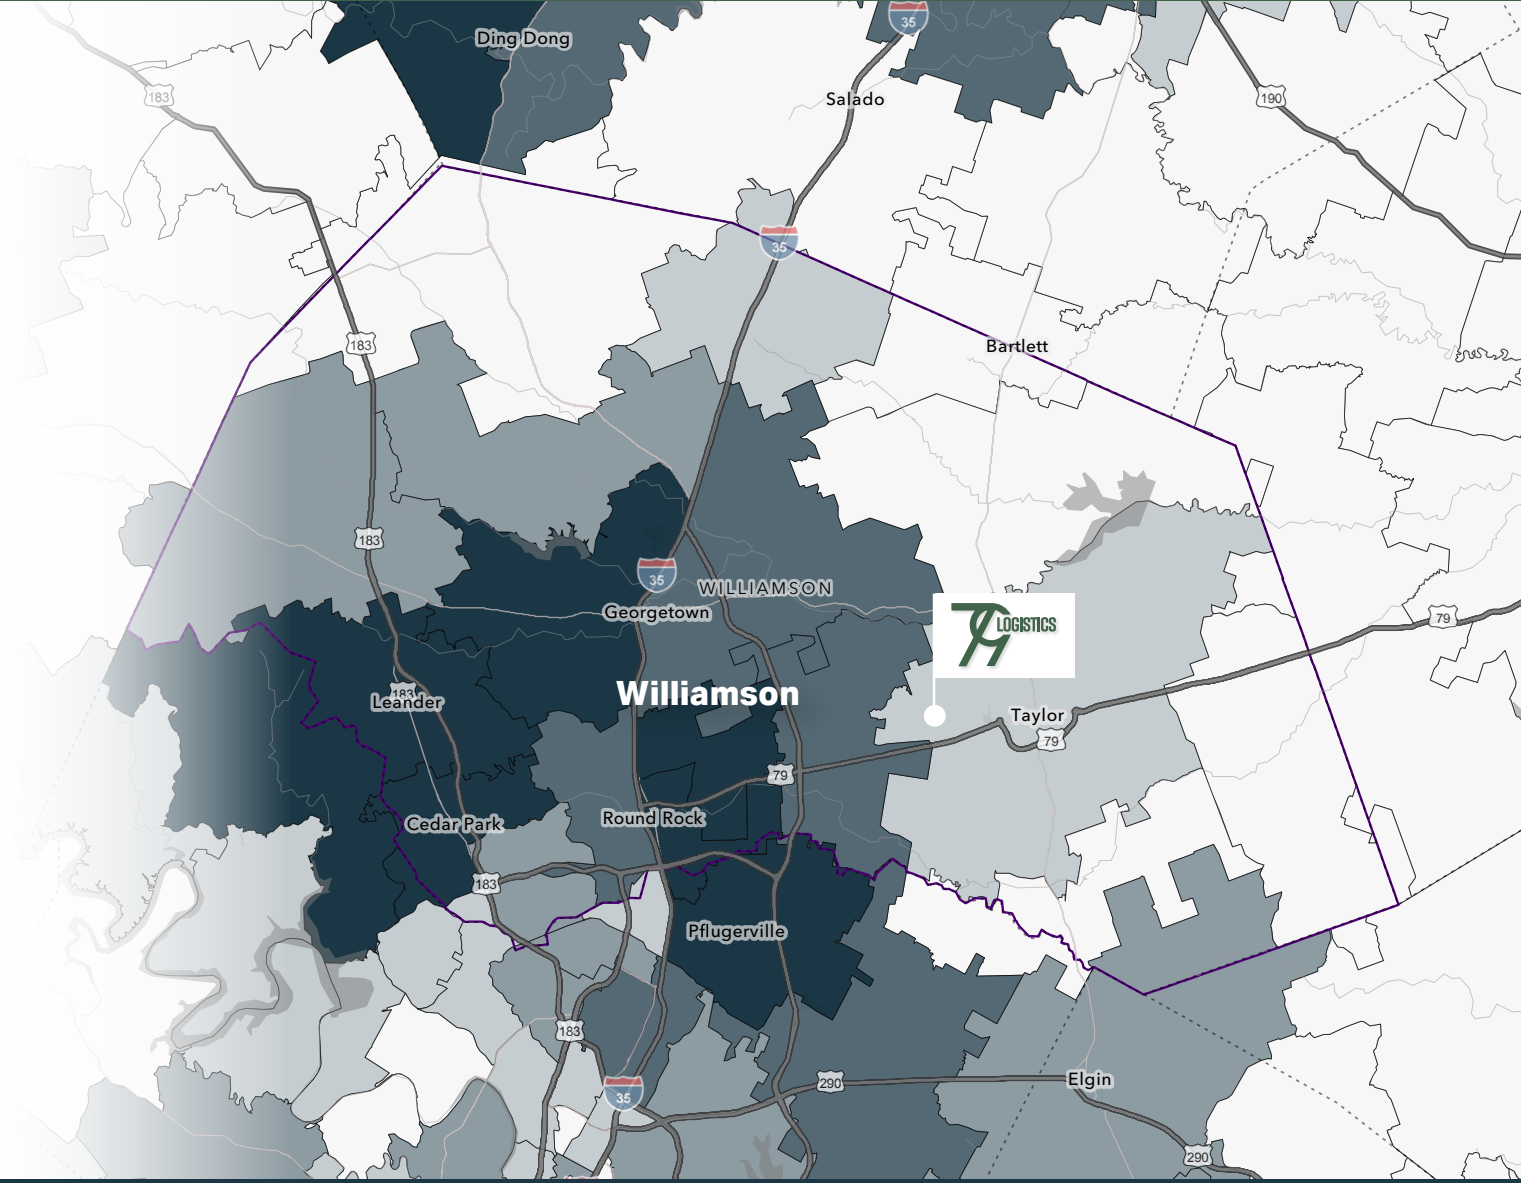 35
Ding Dong
183
190
Salado
35
183
Bartlett
183
35
WILLIAMSON
Georgetown
79
LOGISTICS
79
183
Leander
Williamson
Taylor
79
79
Round Rock
Cedar Park
183
Pflugerville
183
290
Elgin
35
290